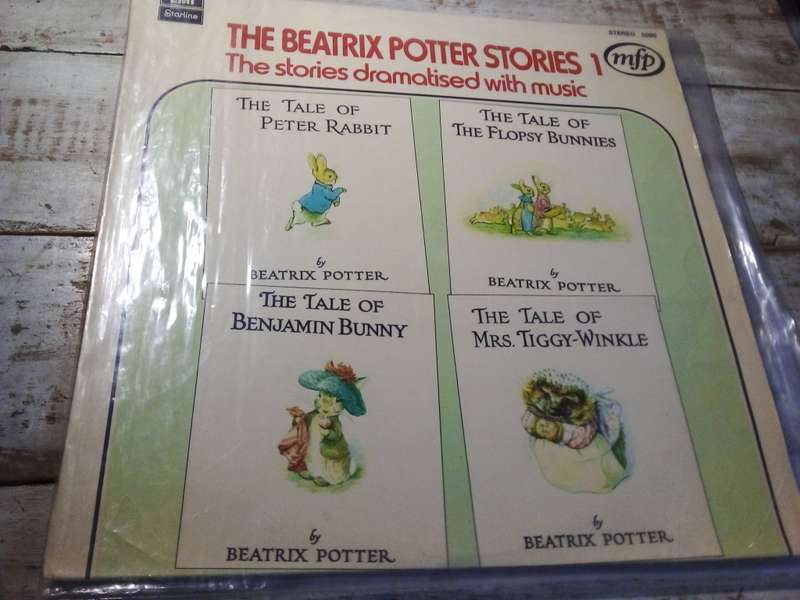 EMI
Starline
STEREO
THE BEATRIX POTTER STORIES 1
mfp
The stories dramatised with music
THE TALE OF
PETER RABBIT
by
BEATRIX POTTER
THE TALE OF
THE FLOPSY BUNNIES
by
BEATRIX POTTER
THE TALE OF
BENJAMIN BUNNY
by
BEATRIX POTTER
THE TALE OF
MRS. TIGGY-WINKLE
by
BEATRIX POTTER